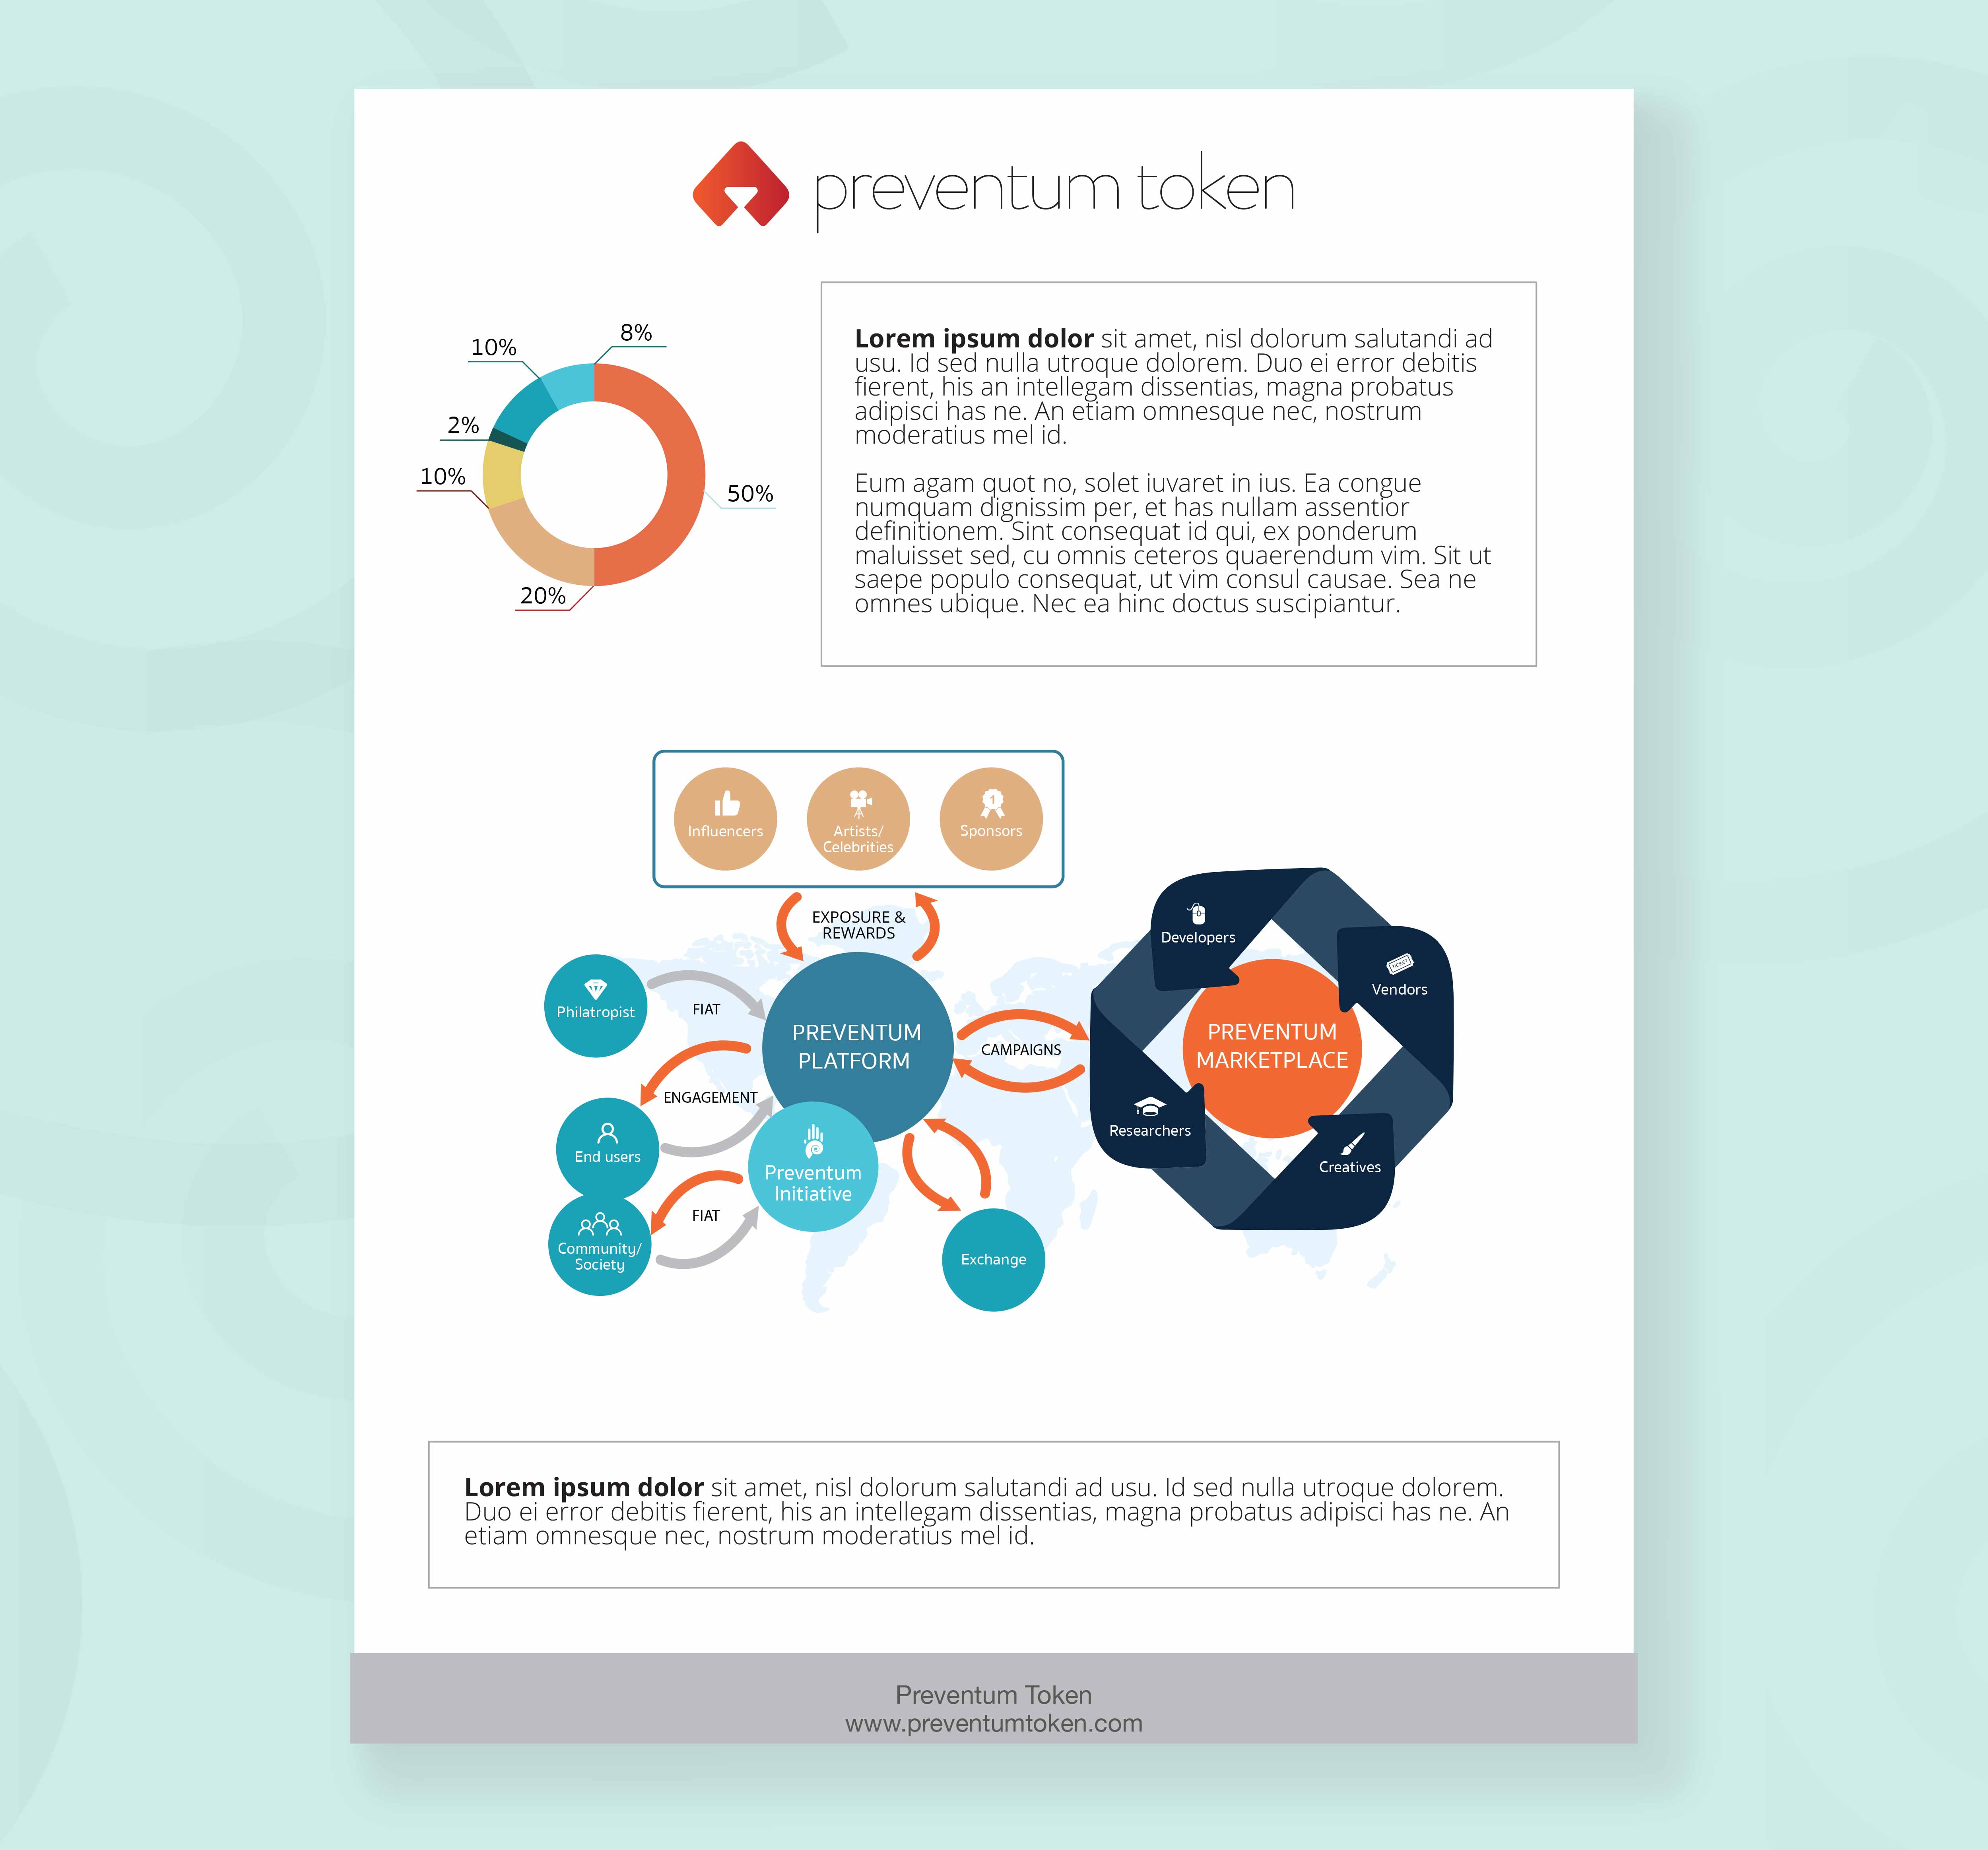 preventum token
8%
10%
2%
10%
50%
20%
Lorem ipsum dolor sit amet, nisl dolorum salutandi ad
usu. Id sed nulla utroque dolorem. Duo ei error debitis
fierent, his an intellegam dissentias, magna probatus
adipisci has ne. An etiam omnesque nec, nostrum
moderatius mel id.
Eum agam quot no, solet iuvaret in ius. Ea congue
numquam dignissim per, et has nullam assentior
definitionem. Sint consequat id qui, ex ponderum
maluisset sed, cu omnis ceteros quaerendum vim. Sit ut
saepe populo consequat, ut vim consul causae. Sea ne
omnes ubique. Nec ea hinc doctus suscipiantur.
Influencers
Artists/
Celebrities
1
Sponsors
EXPOSURE &
REWARDS
Philatropist
FIAT
PREVENTUM
PLATFORM
ENGAGEMENT
End users
Preventum
Initiative
FIAT
Community/
Society
CAMPAIGNS
Exchange
Developers
TICKET
Vendors
PREVENTUM
MARKETPLACE
Researchers
Creatives
Lorem ipsum dolor sit amet, nisl dolorum salutandi ad usu. Id sed nulla utroque dolorem.
Duo ei error debitis fierent, his an intellegam dissentias, magna probatus adipisci has ne. An
etiam omnesque nec, nostrum moderatius mel id.
Preventum Token
www.preventumtoken.com